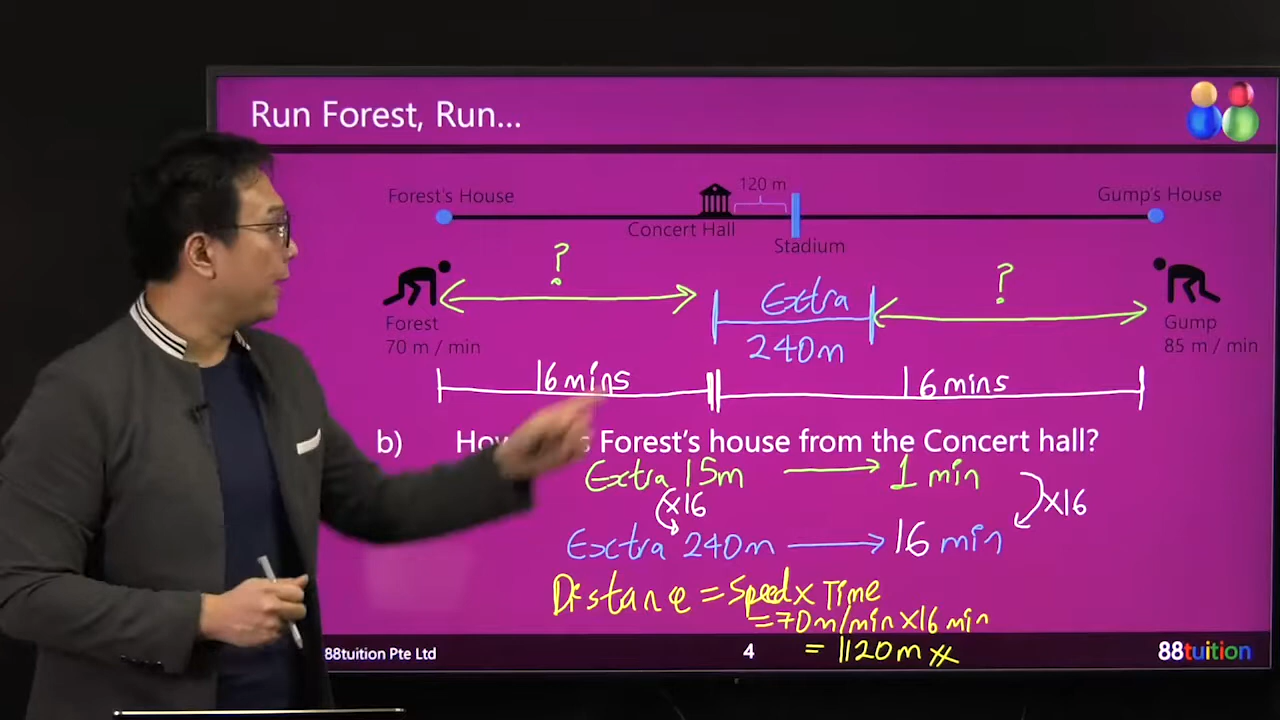 Run Forest, Run...
120 m
Forest's House
Gump's House
Concert Hall
Stadium
?
?
Extra
240m
Forest
70 m / min
Gump
85 m / min
16 mins
16 mins
b) Forest's house from the Concert hall?
Extra 15m → 1 min
x16
x16
Exctra 240m → 16 min
Distance = Speed x Time
= 70m/min x 16 min
= 1120m
88tuition Pte Ltd
4
88tuition